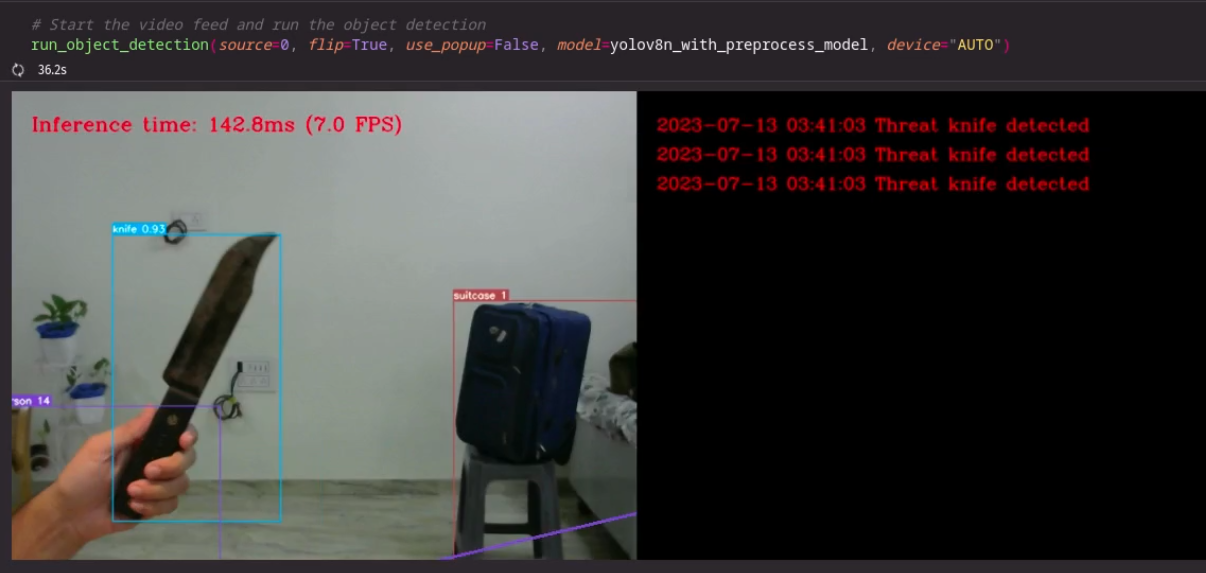 # Start the video feed and run the object detection
run_object_detection(source=0, flip=True, use_popup=False, model=yolov8n_with_preprocess_model, device="AUTO")
36.2s
Inference time: 142.8ms (7.0 FPS)
2023-07-13 03:41:03 Threat knife detected
2023-07-13 03:41:03 Threat knife detected
2023-07-13 03:41:03 Threat knife detected
knife 0.93
suitcase 1
rson 14